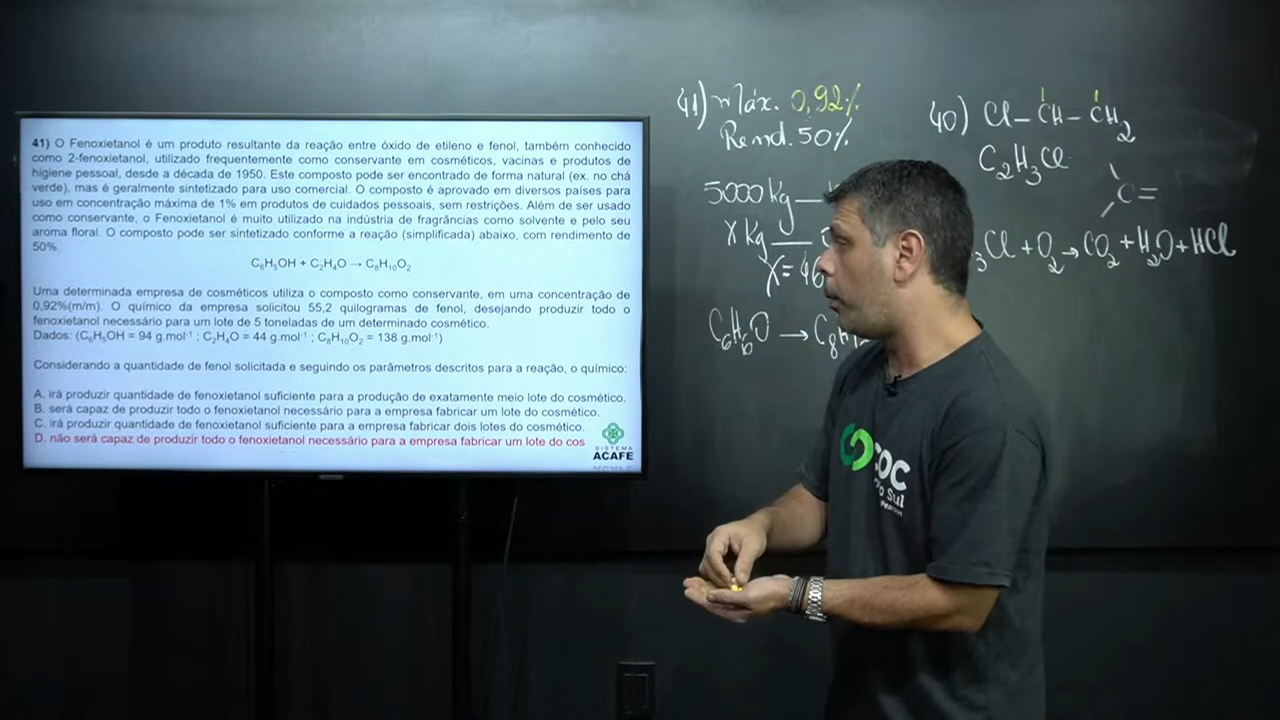 41) O Fenoxietanol é um produto resultante da reação entre óxido de etileno e fenol, também conhecido
como 2-fenoxietanol, utilizado frequentemente como conservante em cosméticos, vacinas e produtos de
higiene pessoal, desde a década de 1950. Este composto pode ser encontrado de forma natural (ex. no chá
verde), mas é geralmente sintetizado para uso comercial. O composto é aprovado em diversos países para
uso em concentração máxima de 1% em produtos de cuidados pessoais, sem restrições. Além de ser usado
como conservante, o Fenoxietanol é muito utilizado na indústria de fragrâncias como solvente e pelo seu
aroma floral. O composto pode ser sintetizado conforme a reação (simplificada) abaixo, com rendimento de
50%.
C₆H₅OH + C₂H₄O → C₈H₁₀O₂
Uma determinada empresa de cosméticos utiliza o composto como conservante, em uma concentração de
0,92%(m/m). O químico da empresa solicitou 55,2 quilogramas de fenol, desejando produzir todo o
fenoxietanol necessário para um lote de 5 toneladas de um determinado cosmético.
Dados: (C₆H₅OH = 94 g.mol⁻¹ ; C₂H₄O = 44 g.mol⁻¹ ; C₈H₁₀O₂ = 138 g.mol⁻¹)
Considerando a quantidade de fenol solicitada e seguindo os parâmetros descritos para a reação, o químico:
A. irá produzir quantidade de fenoxietanol suficiente para a produção de exatamente meio lote do cosmético.
B. será capaz de produzir todo o fenoxietanol necessário para a empresa fabricar um lote do cosmético.
C. irá produzir quantidade de fenoxietanol suficiente para a empresa fabricar dois lotes do cosmético.
D. não será capaz de produzir todo o fenoxietanol necessário para a empresa fabricar um lote do cos
SISTEMA
ACAFE
41) Máx. 0,92%
Rend. 50%
5000 Kg —
X Kg —
X = 46
C₆H₆O → C₈H
40) Cl – CH – CH₂
C₂H₃Cl
C =
₃Cl + O₂ → CO₂ + H₂O + HCl
COC
o Sul
Pearson